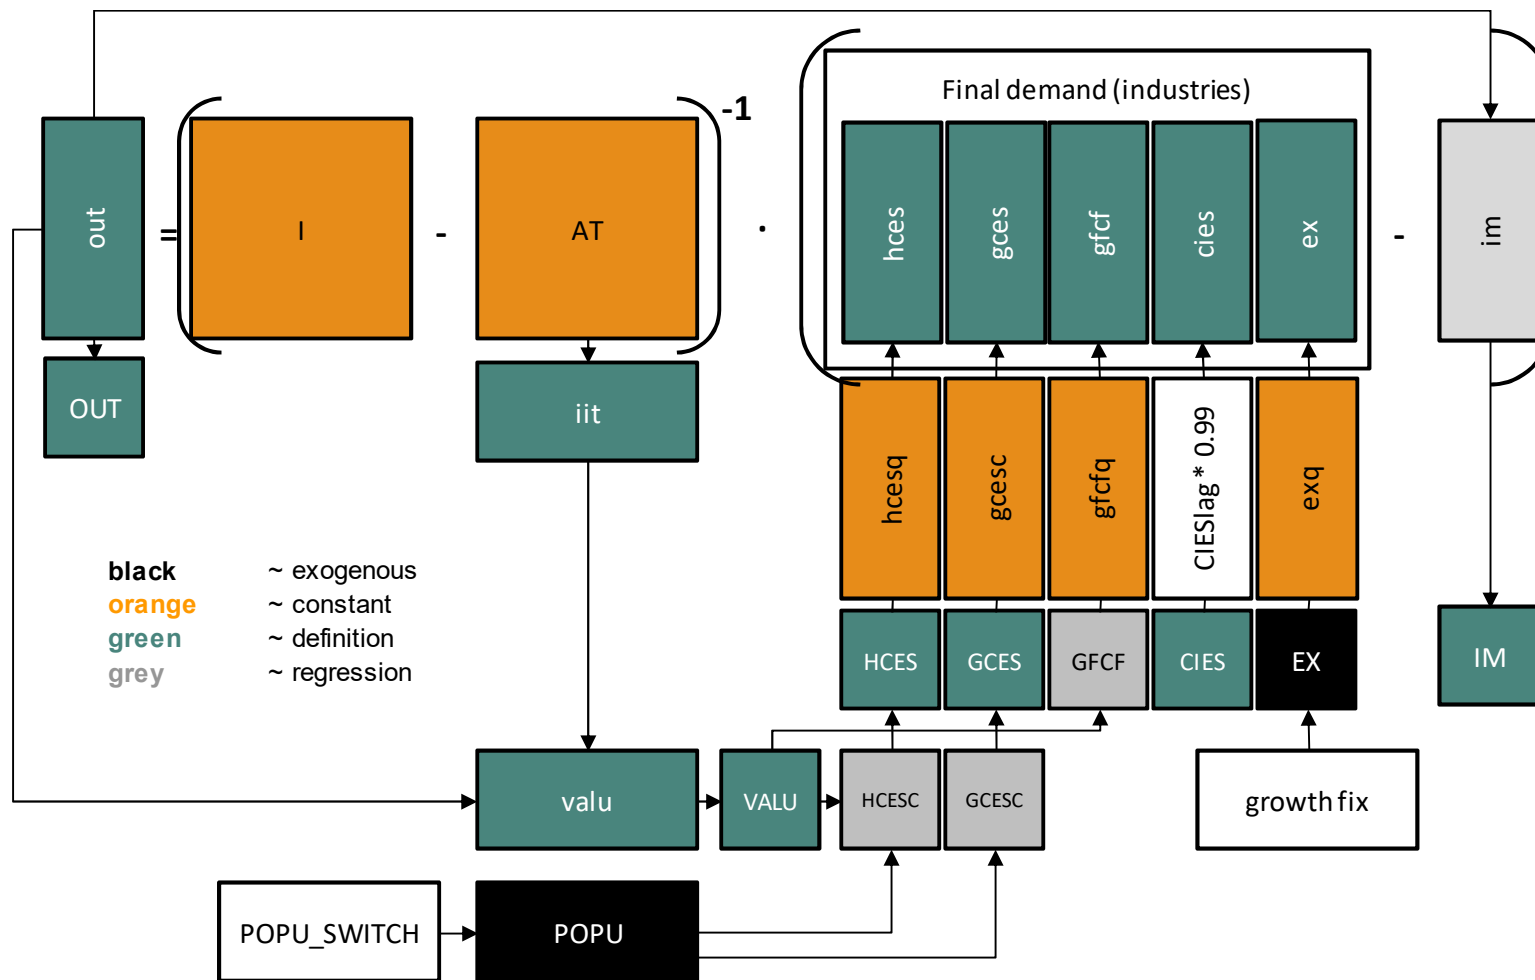 Final demand (industries)
-1
out
=
I
-
AT
·
hces
gces
gfcf
cies
ex
-
im
OUT
iit
hcesq
gcesc
gfcfq
CIESlag * 0.99
exq
black ~ exogenous
orange ~ constant
green ~ definition
grey ~ regression
HCES
GCES
GFCF
CIES
EX
IM
valu
VALU
HCESC
GCESC
growth fix
POPU_SWITCH
POPU